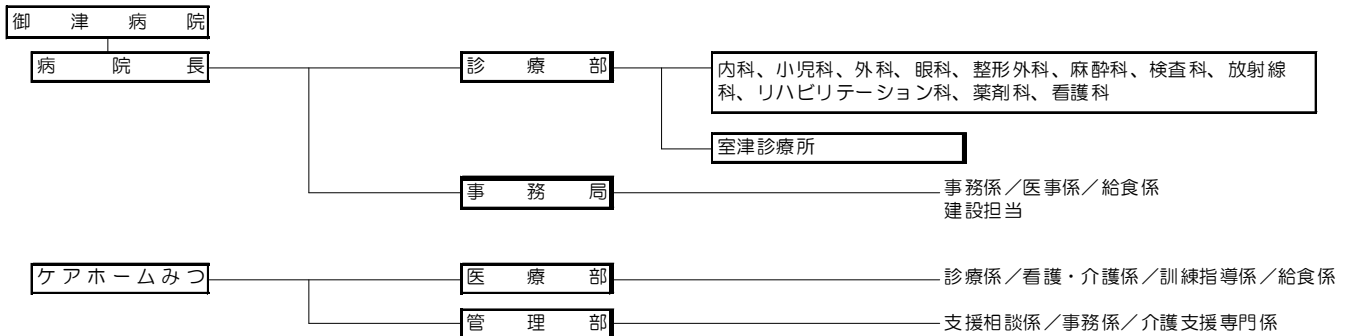 御津病院
病院長
診療部
内科、小児科、外科、眼科、整形外科、麻酔科、検査科、放射線
科、リハビリテーション科、薬剤科、看護科
室津診療所
事務局
事務係／医事係／給食係
建設担当
ケアホームみつ
医療部
診療係／看護・介護係／訓練指導係／給食係
管理部
支援相談係／事務係／介護支援専門係